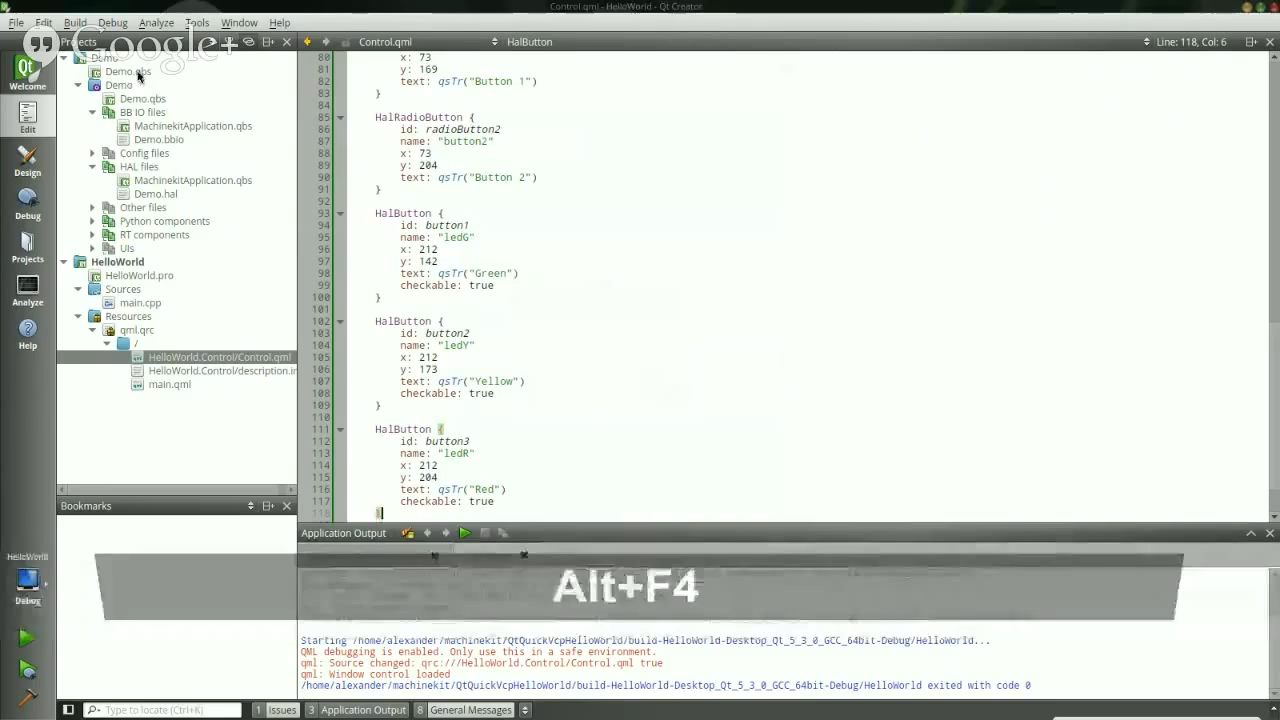 Control.qml - HelloWorld - Qt Creator
File Edit Build Debug Analyze Tools Window Help
Google+
Projects
Control.qml
HalButton
Line: 118, Col: 6
Welcome
Edit
Design
Debug
Projects
Analyze
Help
Demo
Demo.qbs
Demo
Demo.qbs
BB IO files
MachinekitApplication.qbs
Demo.bbio
Config files
HAL files
MachinekitApplication.qbs
Demo.hal
Other files
Python components
RT components
UIs
HelloWorld
HelloWorld.pro
Sources
main.cpp
Resources
qml.qrc
/
HelloWorld.Control/Control.qml
HelloWorld.Control/description.in
main.qml
Bookmarks
80 x: 73
81 y: 169
82 text: qsTr("Button 1")
83 }
84
85 HalRadioButton {
86 id: radioButton2
87 name: "button2"
88 x: 73
89 y: 204
90 text: qsTr("Button 2")
91 }
92
93 HalButton {
94 id: button1
95 name: "ledG"
96 x: 212
97 y: 142
98 text: qsTr("Green")
99 checkable: true
100 }
101
102 HalButton {
103 id: button2
104 name: "ledY"
105 x: 212
106 y: 173
107 text: qsTr("Yellow")
108 checkable: true
109 }
110
111 HalButton {
112 id: button3
113 name: "ledR"
114 x: 212
115 y: 204
116 text: qsTr("Red")
117 checkable: true
118 }
Application Output
Alt+F4
HelloWorld
Debug
Starting /home/alexander/machinekit/QtQuickVcpHelloWorld/build-HelloWorld-Desktop_Qt_5_3_0_GCC_64bit-Debug/HelloWorld...
QML debugging is enabled. Only use this in a safe environment.
qml: Source changed: qrc:///HelloWorld.Control/Control.qml true
qml: Window control loaded
/home/alexander/machinekit/QtQuickVcpHelloWorld/build-HelloWorld-Desktop_Qt_5_3_0_GCC_64bit-Debug/HelloWorld exited with code 0
Type to locate (Ctrl+K)
1 Issues
3 Application Output
8 General Messages